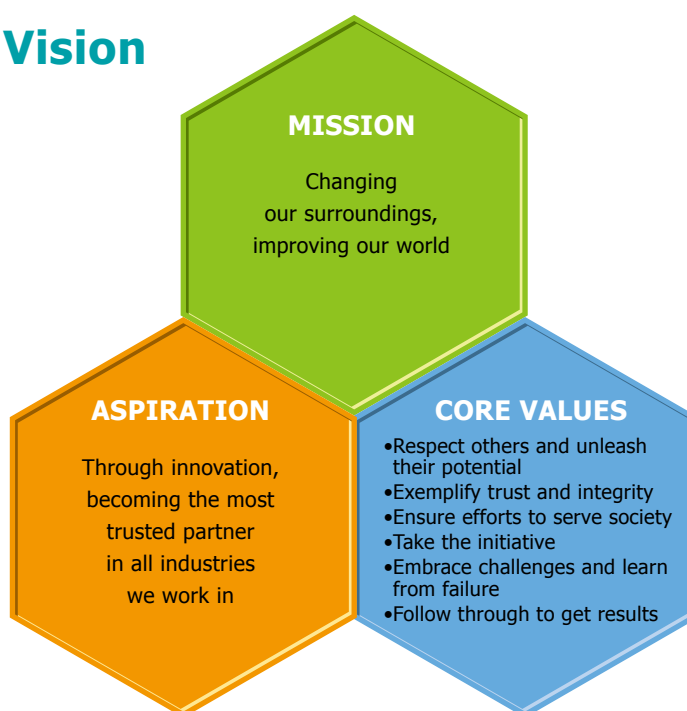 Vision
MISSION
Changing
our surroundings,
improving our world
ASPIRATION
Through innovation,
becoming the most
trusted partner
in all industries
we work in
CORE VALUES
•Respect others and unleash
their potential
•Exemplify trust and integrity
•Ensure efforts to serve society
•Take the initiative
•Embrace challenges and learn
from failure
•Follow through to get results